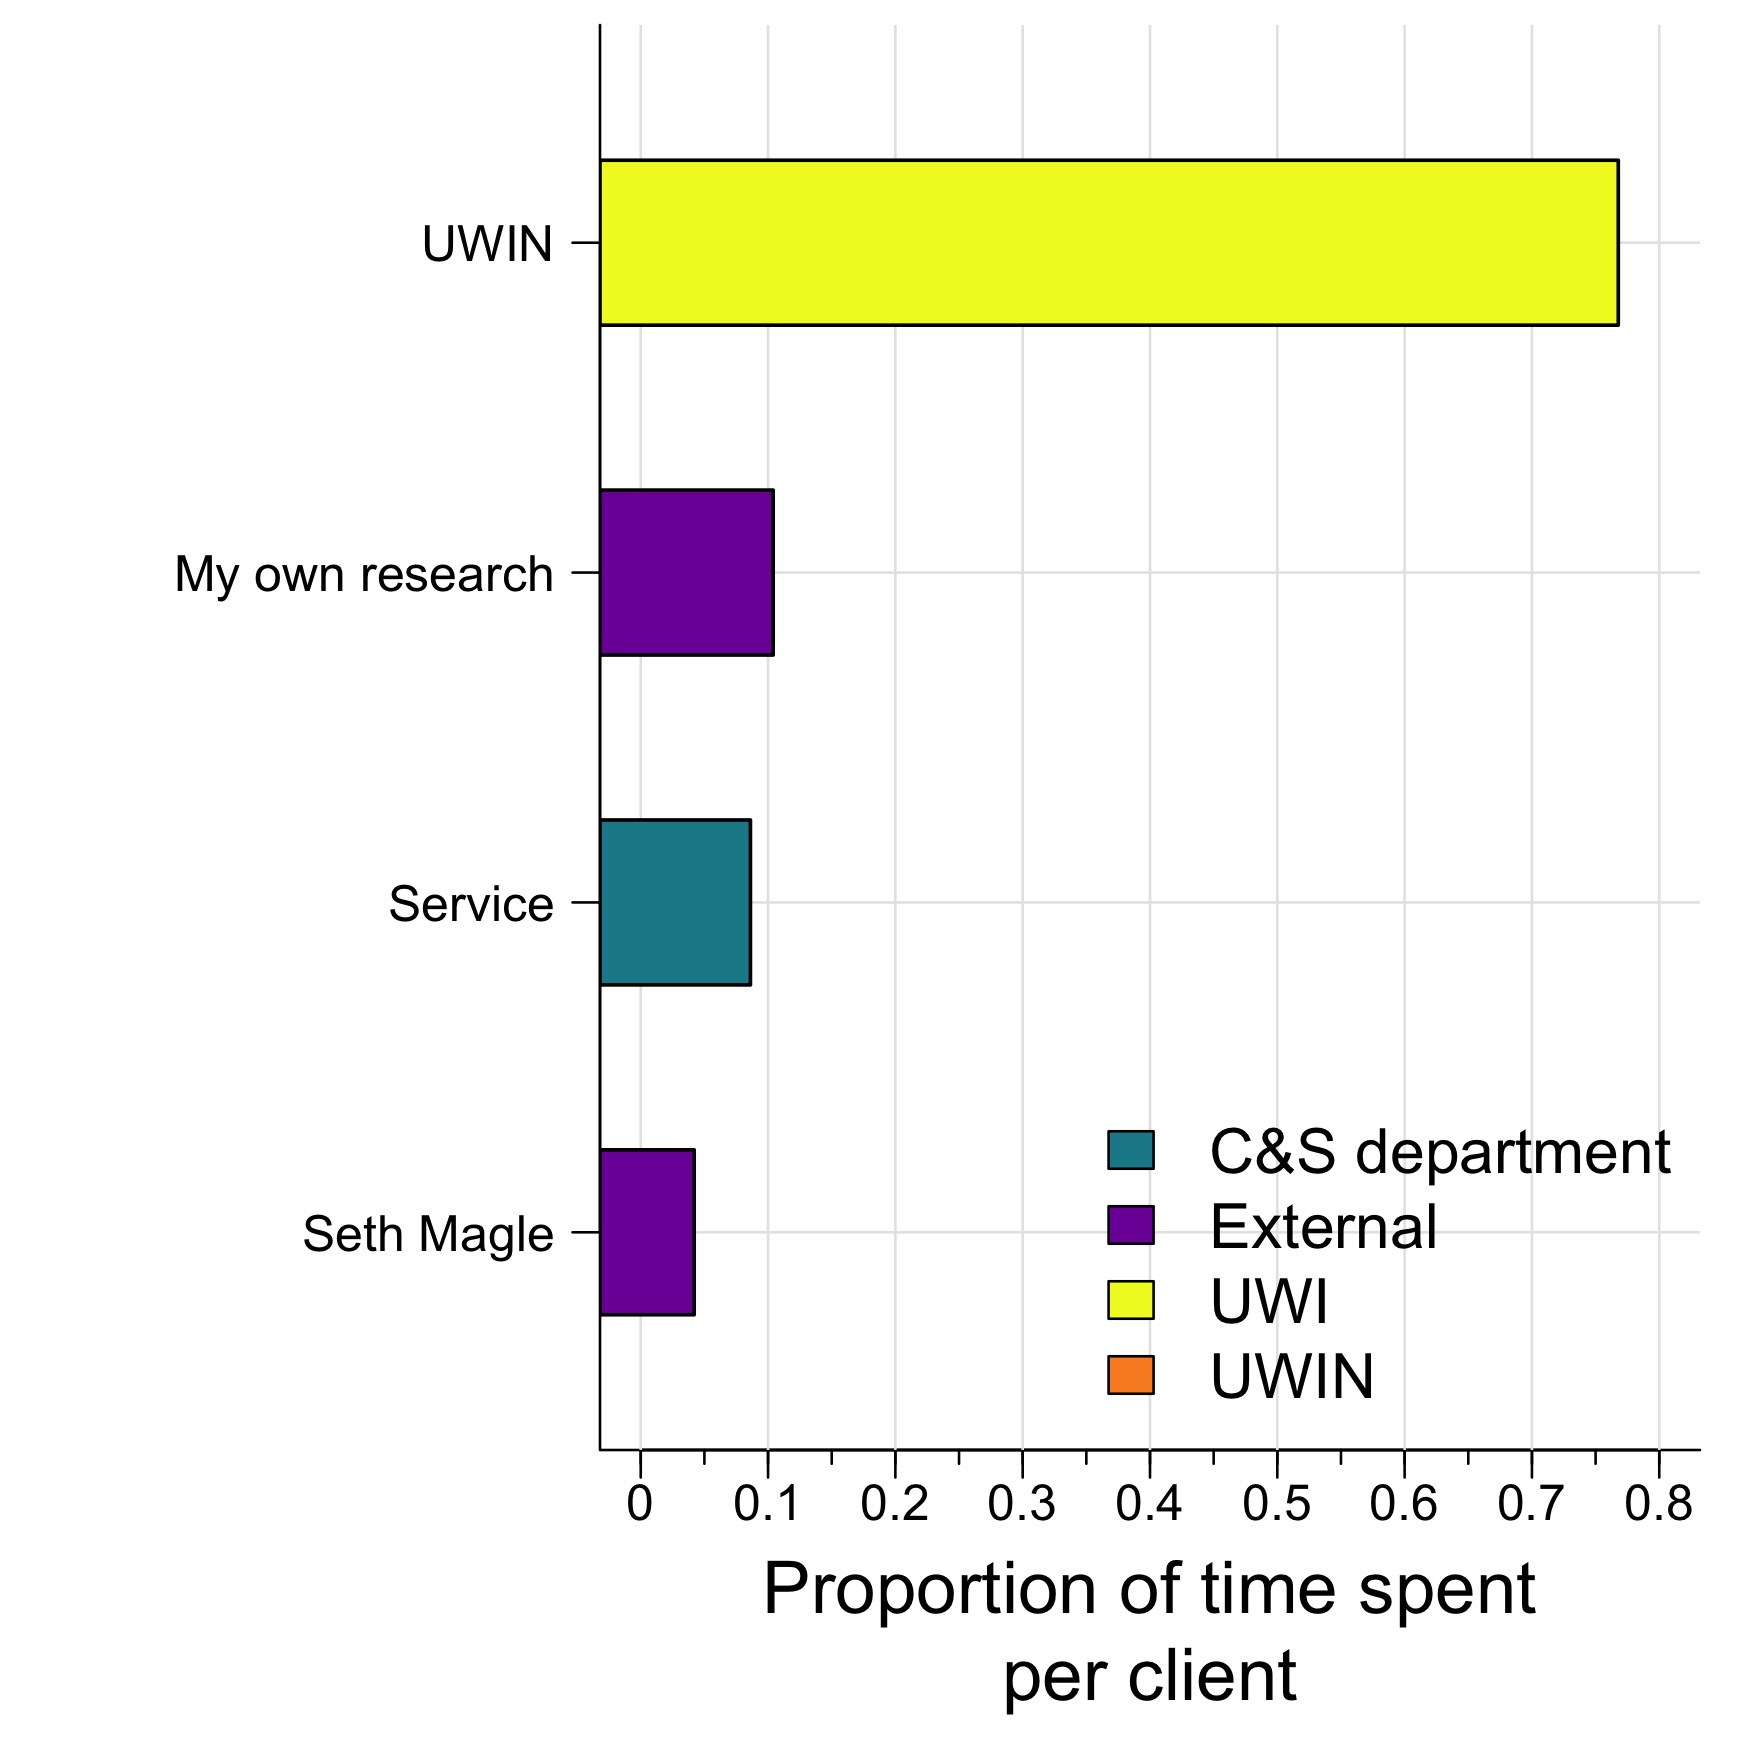 UWIN
My own research
Service
Seth Magle
C&S department
External
UWI
UWIN
0 0.1 0.2 0.3 0.4 0.5 0.6 0.7 0.8
Proportion of time spent
per client